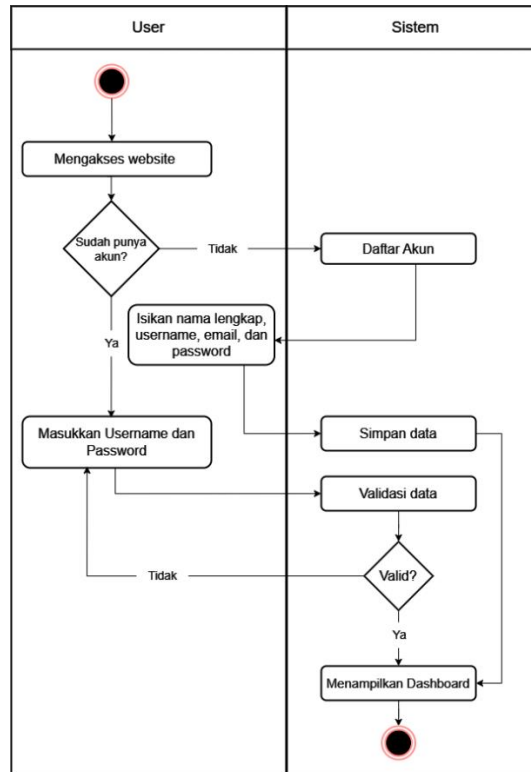 User
Sistem
Mengakses website
Sudah punya
akun?
Tidak
Daftar Akun
Isikan nama lengkap,
username, email, dan
password
Ya
Masukkan Username dan
Password
Simpan data
Validasi data
Tidak
Valid?
Ya
Menampilkan Dashboard